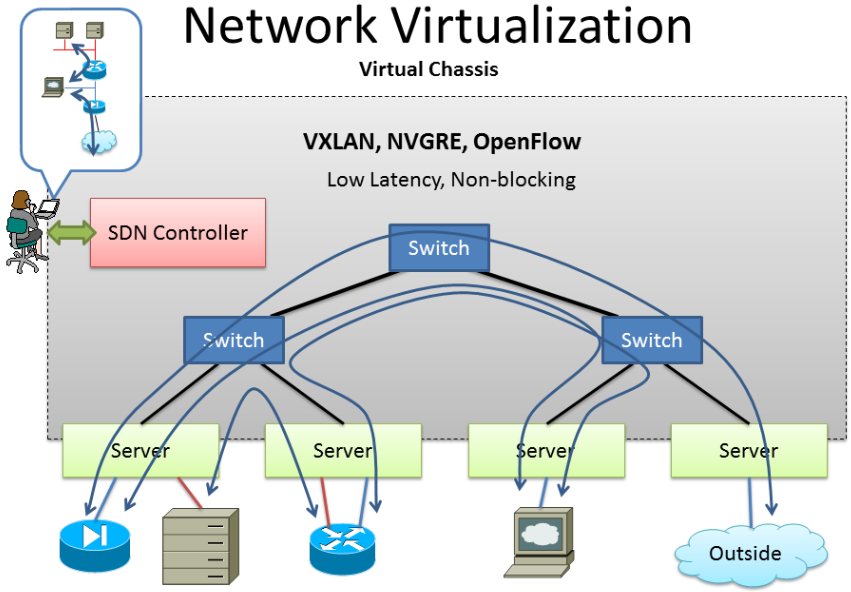 Network Virtualization
Virtual Chassis
VXLAN, NVGRE, OpenFlow
Low Latency, Non-blocking
SDN Controller
Switch
Switch
Switch
Server
Server
Server
Server
Outside